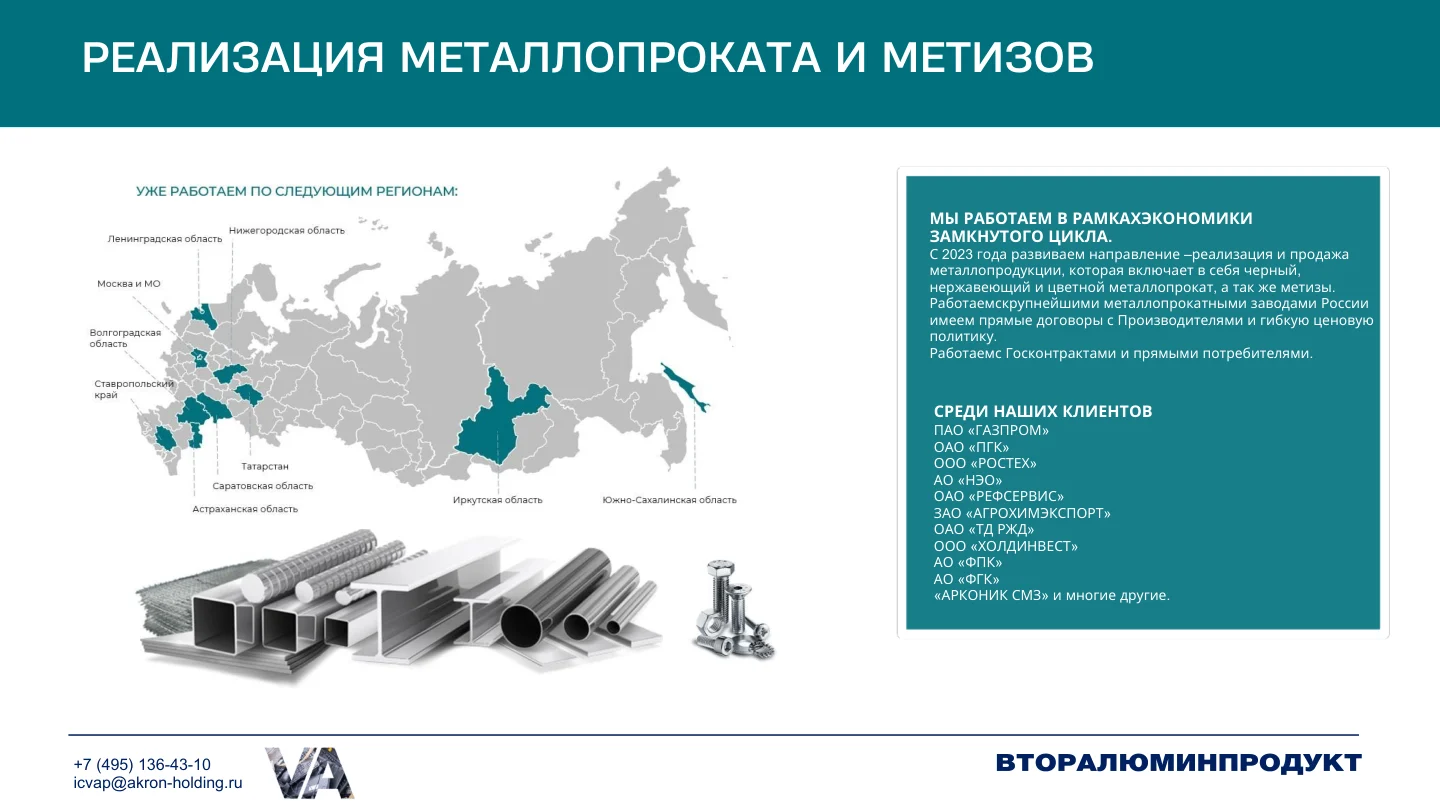 РЕАЛИЗАЦИЯ МЕТАЛЛОПРОКАТА И МЕТИЗОВ
УЖЕ РАБОТАЕМ ПО СЛЕДУЮЩИМ РЕГИОНАМ:
Нижегородская область
Ленинградская область
Москва и МО
Волгоградская
область
Ставропольский
край
Татарстан
Саратовская область
Астраханская область
Иркутская область
Южно-Сахалинская область
МЫ РАБОТАЕМ В РАМКАХЭКОНОМИКИ
ЗАМКНУТОГО ЦИКЛА.
С 2023 года развиваем направление –реализация и продажа
металлопродукции, которая включает в себя черный,
нержавеющий и цветной металлопрокат, а так же метизы.
Работаемскрупнейшими металлопрокатными заводами России
имеем прямые договоры с Производителями и гибкую ценовую
политику.
Работаемс Госконтрактами и прямыми потребителями.
СРЕДИ НАШИХ КЛИЕНТОВ
ПАО «ГАЗПРОМ»
ОАО «ПГК»
ООО «РОСТЕХ»
АО «НЭО»
ОАО «РЕФСЕРВИС»
ЗАО «АГРОХИМЭКСПОРТ»
ОАО «ТД РЖД»
ООО «ХОЛДИНВЕСТ»
АО «ФПК»
АО «ФГК»
«АРКОНИК СМЗ» и многие другие.
+7 (495) 136-43-10
icvap@akron-holding.ru
VA
ВТОРАЛЮМИНПРОДУКТ